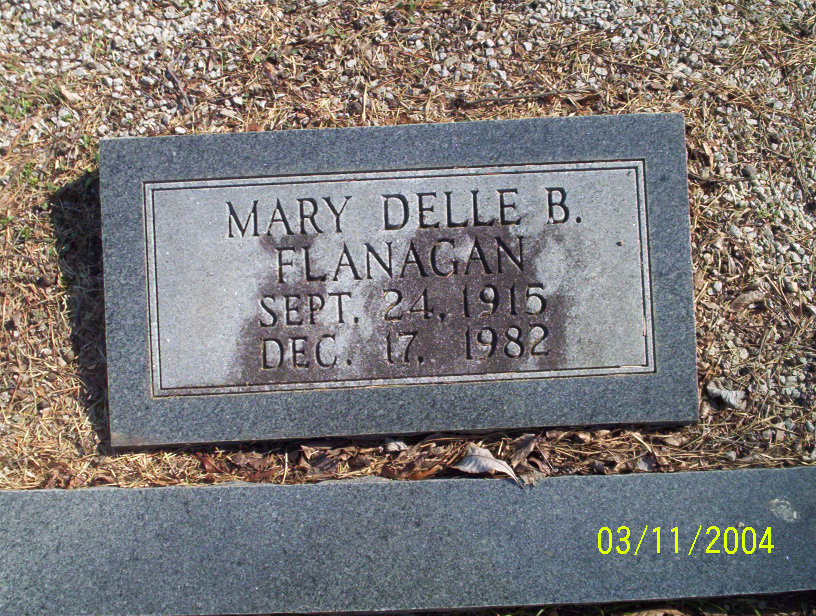 MARY DELLE B.
FLANAGAN
SEPT. 24, 1915
DEC. 17, 1982
03/11/2004